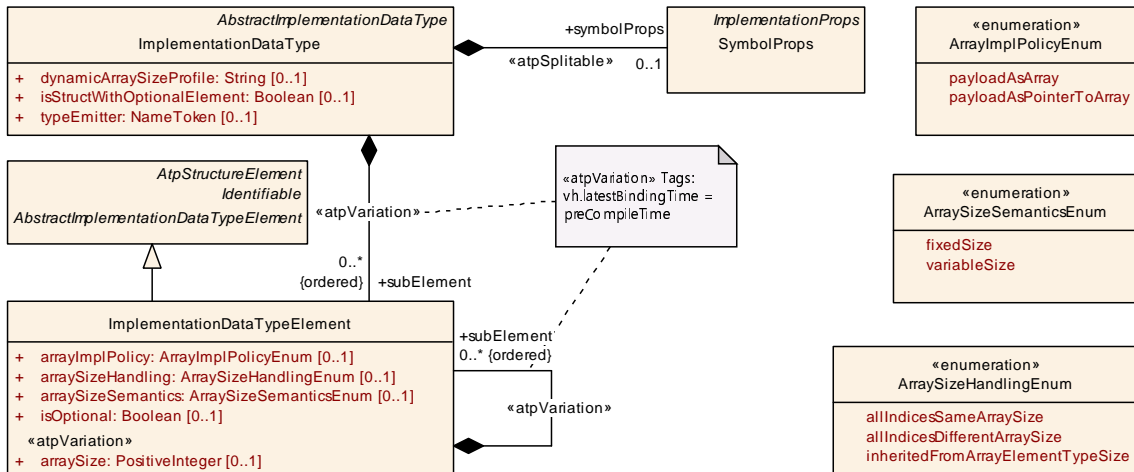 AbstractImplementationDataType
ImplementationDataType
+ dynamicArraySizeProfile: String [0..1]
+ isStructWithOptionalElement: Boolean [0..1]
+ typeEmitter: NameToken [0..1]
+symbolProps
«atpSplitable»
0..1
ImplementationProps
SymbolProps
«enumeration»
ArrayImplPolicyEnum
payloadAsArray
payloadAsPointerToArray
AtpStructureElement
Identifiable
AbstractImplementationDataTypeElement
«atpVariation»
0..*
{ordered}
+subElement
«atpVariation» Tags:
vh.latestBindingTime =
preCompileTime
«enumeration»
ArraySizeSemanticsEnum
fixedSize
variableSize
ImplementationDataTypeElement
+ arrayImplPolicy: ArrayImplPolicyEnum [0..1]
+ arraySizeHandling: ArraySizeHandlingEnum [0..1]
+ arraySizeSemantics: ArraySizeSemanticsEnum [0..1]
+ isOptional: Boolean [0..1]
«atpVariation»
+ arraySize: PositiveInteger [0..1]
+subElement
0..* {ordered}
«atpVariation»
«enumeration»
ArraySizeHandlingEnum
allIndicesSameArraySize
allIndicesDifferentArraySize
inheritedFromArrayElementTypeSize